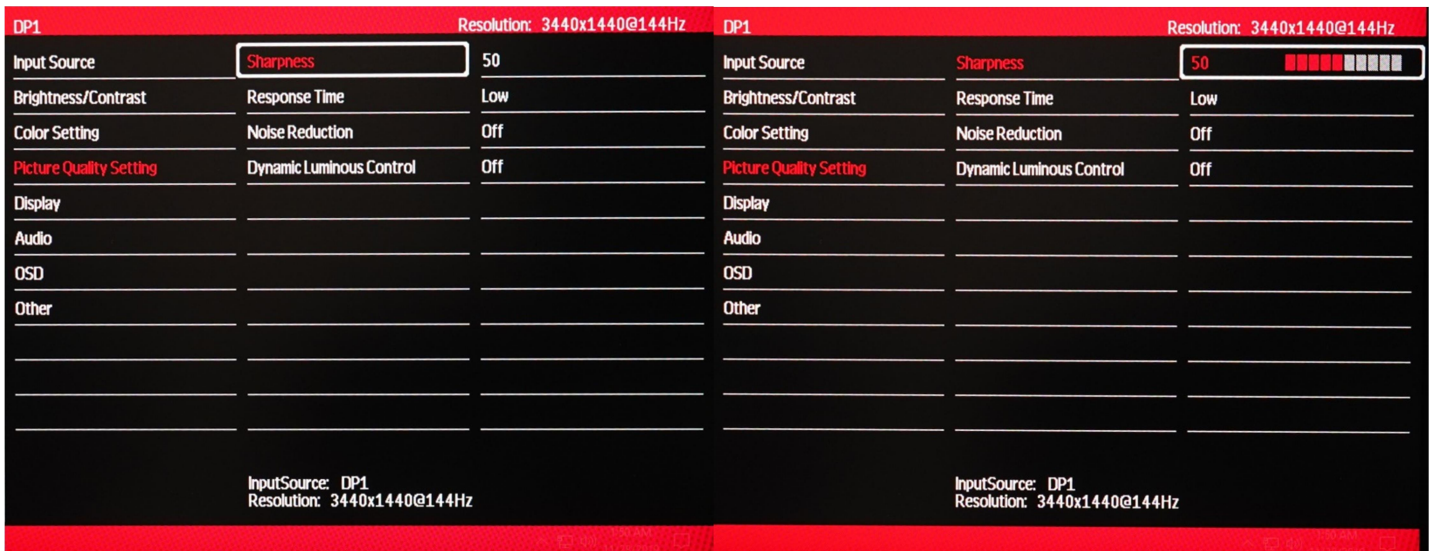 DP1 Resolution: 3440x1440@144Hz
Input Source Sharpness 50
Brightness/Contrast Response Time Low
Color Setting Noise Reduction Off
Picture Quality Setting Dynamic Luminous Control Off
Display
Audio
OSD
Other
InputSource: DP1
Resolution: 3440x1440@144Hz
DP1 Resolution: 3440x1440@144Hz
Input Source Sharpness 50
Brightness/Contrast Response Time Low
Color Setting Noise Reduction Off
Picture Quality Setting Dynamic Luminous Control Off
Display
Audio
OSD
Other
InputSource: DP1
Resolution: 3440x1440@144Hz